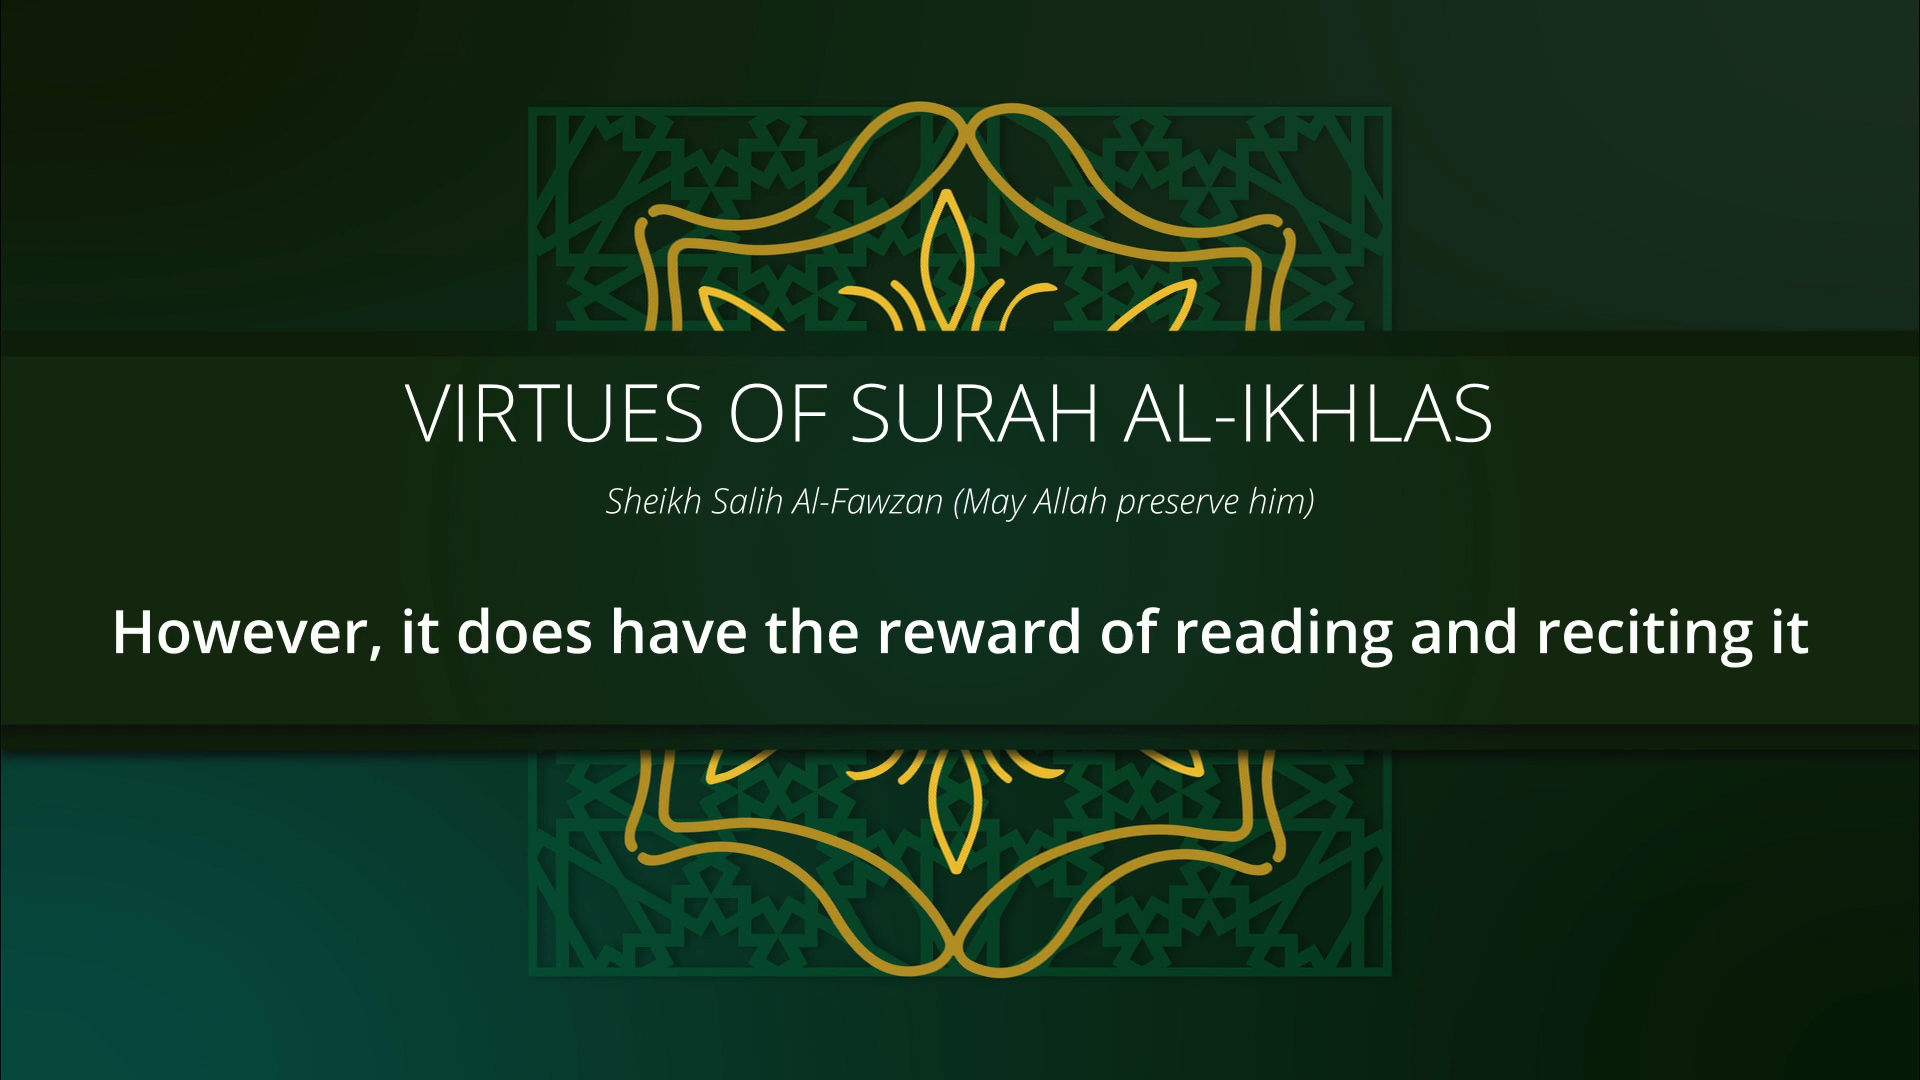 VIRTUES OF SURAH AL-IKHLAS
Sheikh Salih Al-Fawzan (May Allah preserve him)
However, it does have the reward of reading and reciting it